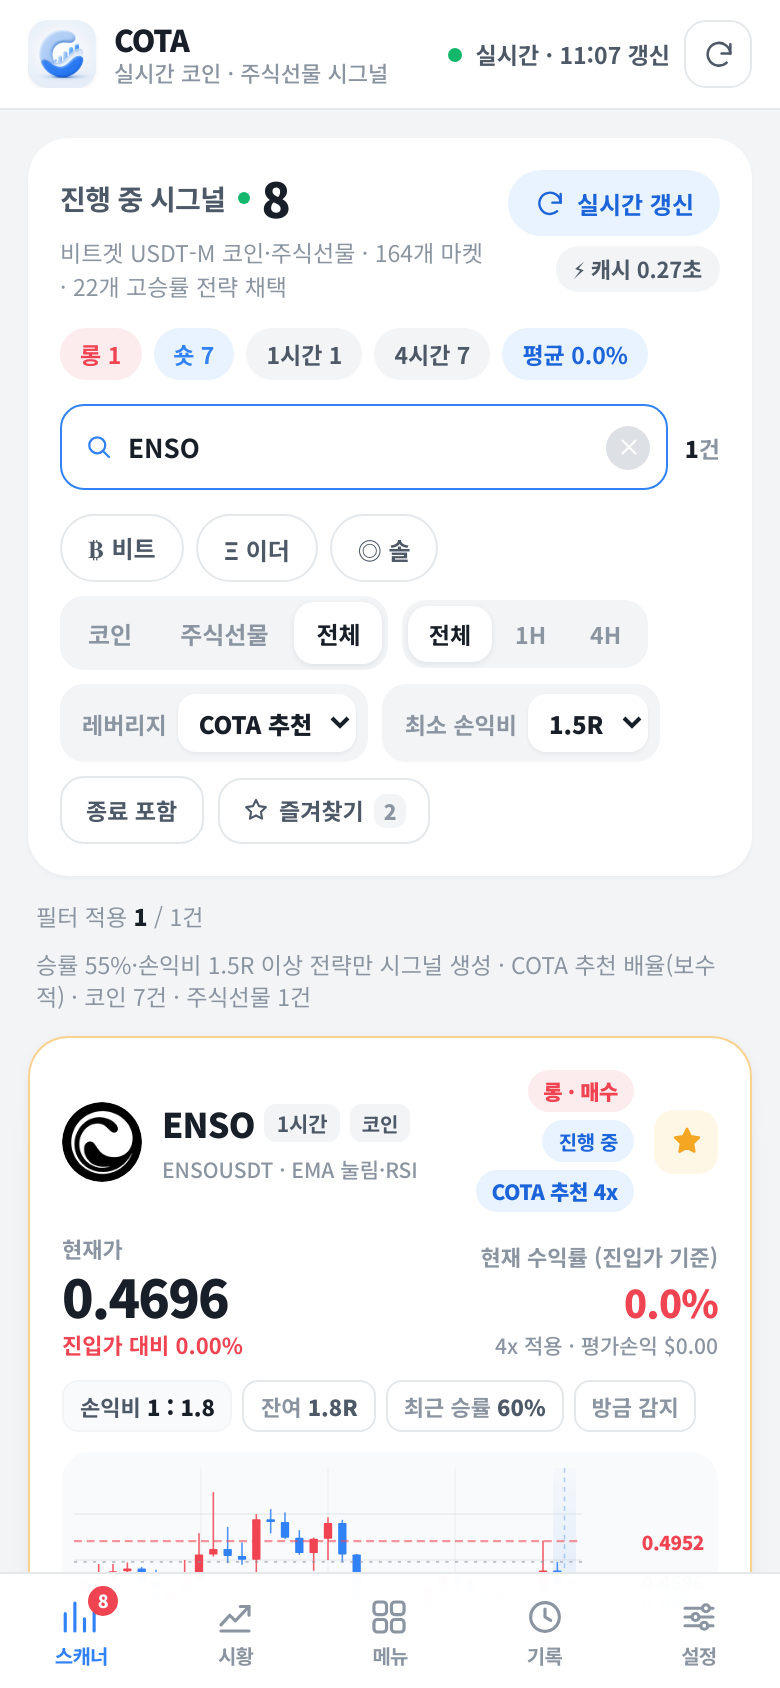 COTA
실시간 코인 · 주식선물 시그널
실시간 · 11:07 갱신
진행 중 시그널 8
실시간 갱신
비트겟 USDT-M 코인·주식선물 · 164개 마켓
· 22개 고승률 전략 채택
⚡ 캐시 0.27초
롱 1
숏 7
1시간 1
4시간 7
평균 0.0%
ENSO
1건
₿ 비트
Ξ 이더
◎ 솔
코인 주식선물 전체
전체 1H 4H
레버리지 COTA 추천
최소 손익비 1.5R
종료 포함
즐겨찾기 2
필터 적용 1 / 1건
승률 55%·손익비 1.5R 이상 전략만 시그널 생성 · COTA 추천 배율(보수
적) · 코인 7건 · 주식선물 1건
롱 · 매수
ENSO 1시간 코인
진행 중
ENSOUSDT · EMA 눌림·RSI
COTA 추천 4x
현재가
현재 수익률 (진입가 기준)
0.4696
0.0%
진입가 대비 0.00%
4x 적용 · 평가손익 $0.00
손익비 1 : 1.8
잔여 1.8R
최근 승률 60%
방금 감지
0.4952
8
스캐너
시황
메뉴
기록
설정